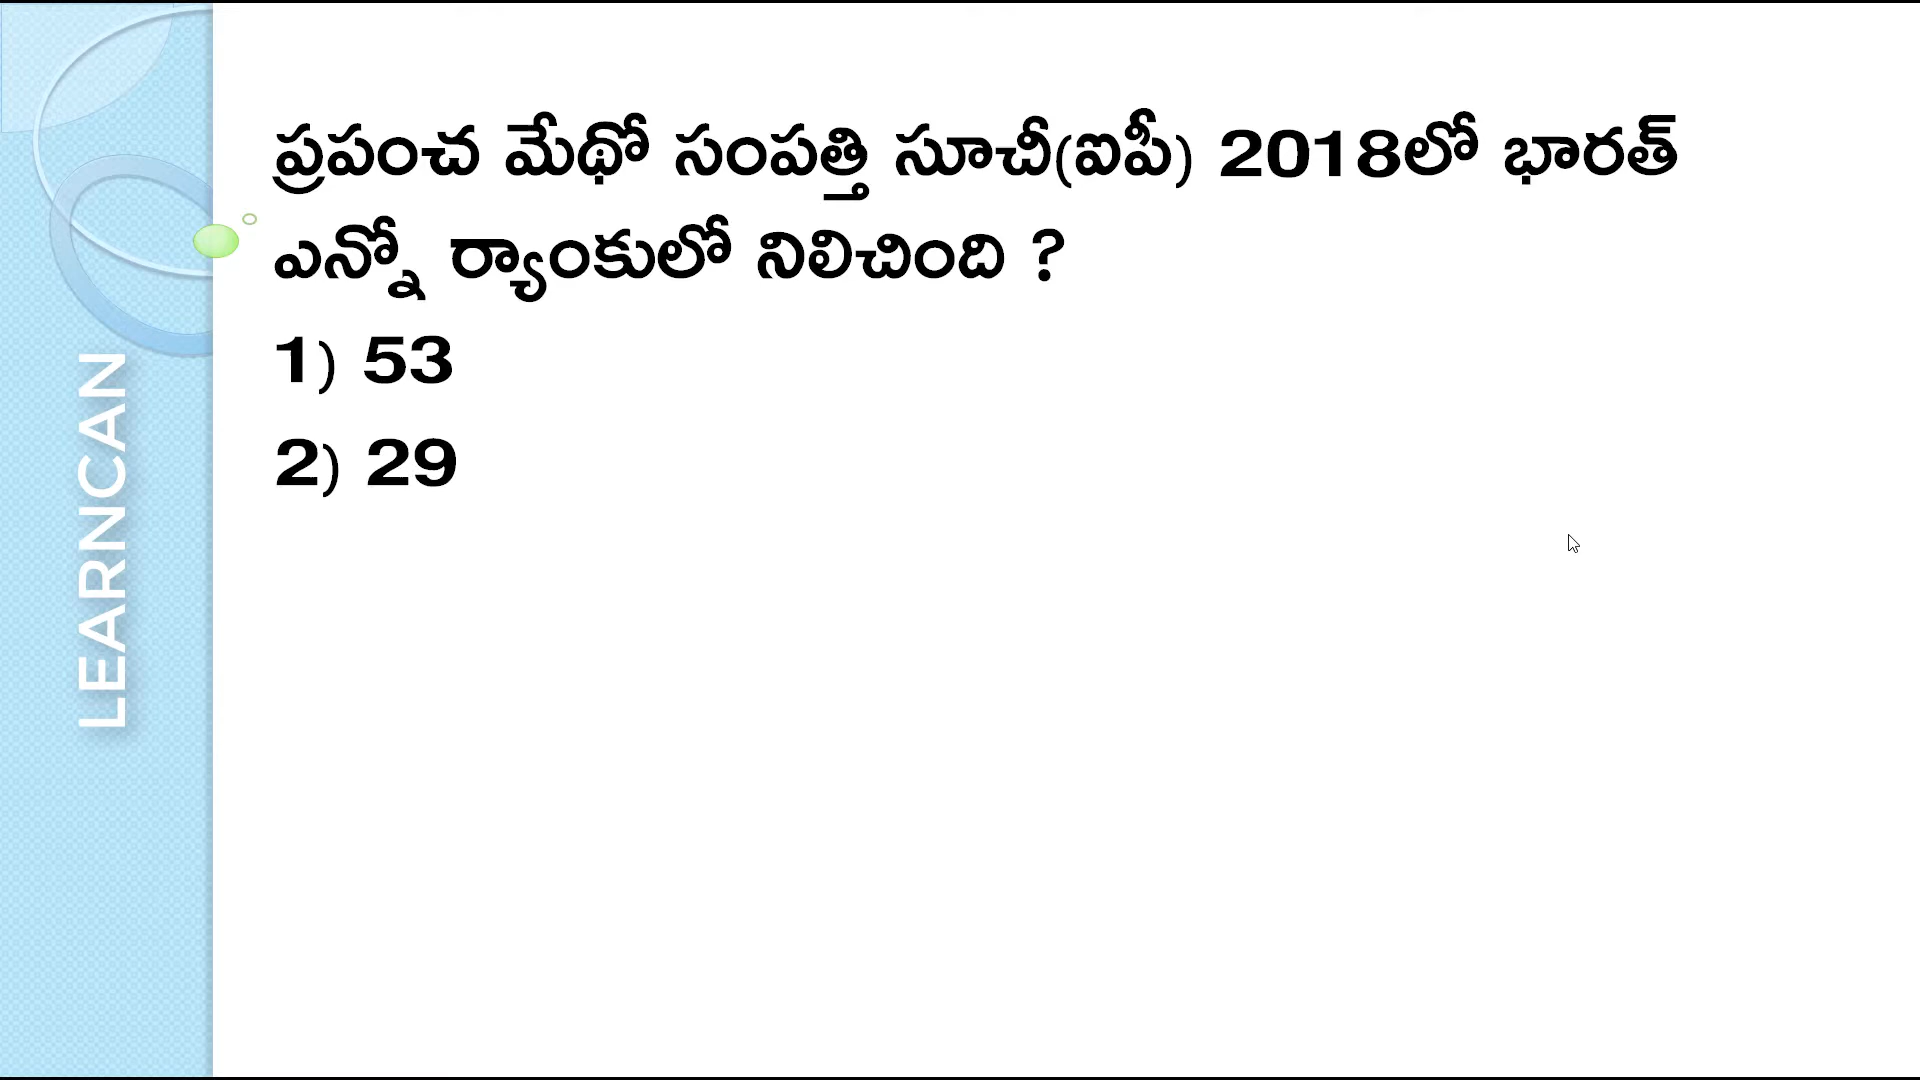 ప్రపంచ మేథో సంపత్తి సూచీ(ఐపీ) 2018లో భారత్
ఎన్నో ర్యాంకులో నిలిచింది ?
1) 53
2) 29
LEARNCAN